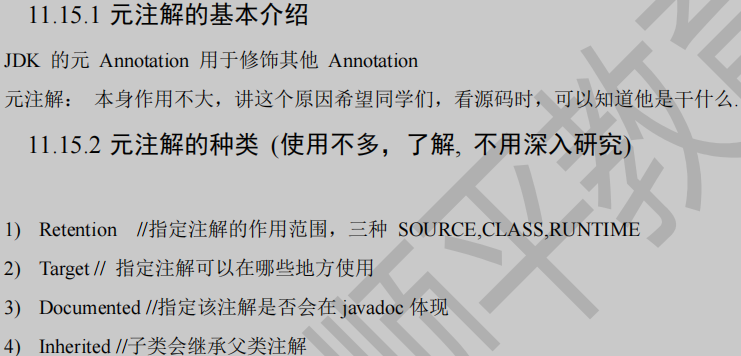 11.15.1 元注解的基本介绍
JDK 的元 Annotation 用于修饰其他 Annotation
元注解： 本身作用不大，讲这个原因希望同学们，看源码时，可以知道他是干什么.
11.15.2 元注解的种类 (使用不多，了解, 不用深入研究)
1) Retention //指定注解的作用范围，三种 SOURCE,CLASS,RUNTIME
2) Target // 指定注解可以在哪些地方使用
3) Documented //指定该注解是否会在 javadoc 体现
4) Inherited //子类会继承父类注解
师平教育